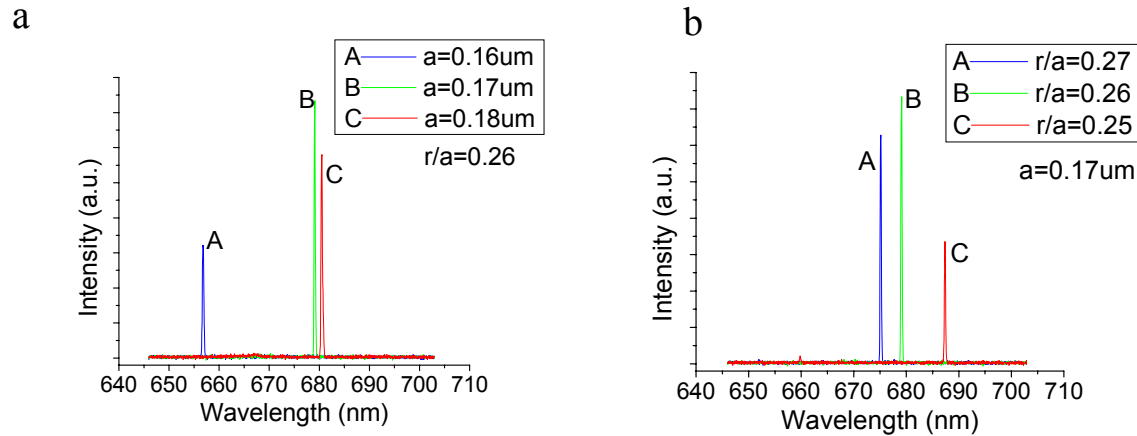 a
A a=0.16um
B a=0.17um
C a=0.18um
r/a=0.26
B
C
A
Intensity (a.u.)
640 650 660 670 680 690 700 710
Wavelength (nm)
b
A r/a=0.27
B r/a=0.26
C r/a=0.25
a=0.17um
B
A
C
Intensity (a.u.)
640 650 660 670 680 690 700 710
Wavelength (nm)